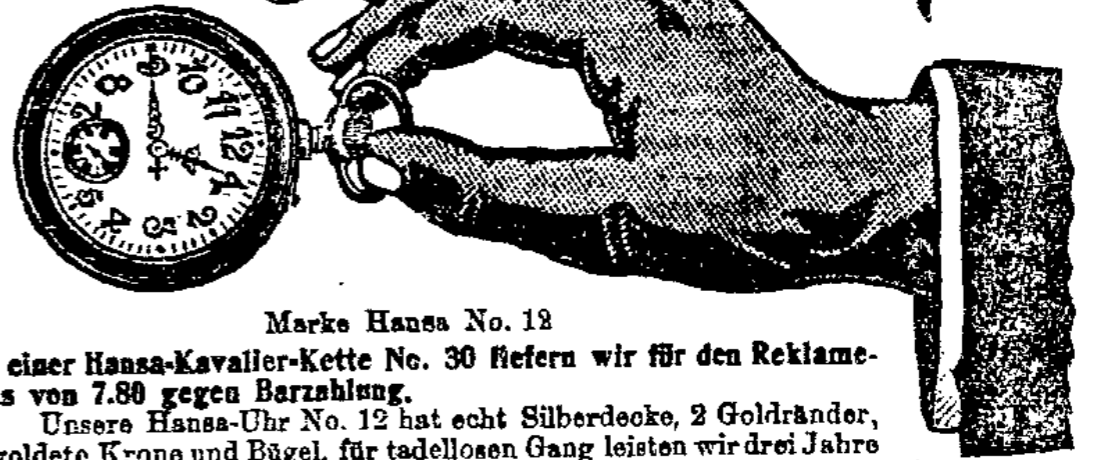 Marke Hansa No. 12
einer Hansa-Kavalier-Kette No. 30 liefern wir für den Reklame-
s von 7.80 gegen Barzahlung.
Unsere Hansa-Uhr No. 12 hat echt Silberdecke, 2 Goldränder,
goldete Krone und Bügel, für tadellosen Gang leisten wir drei Jahre